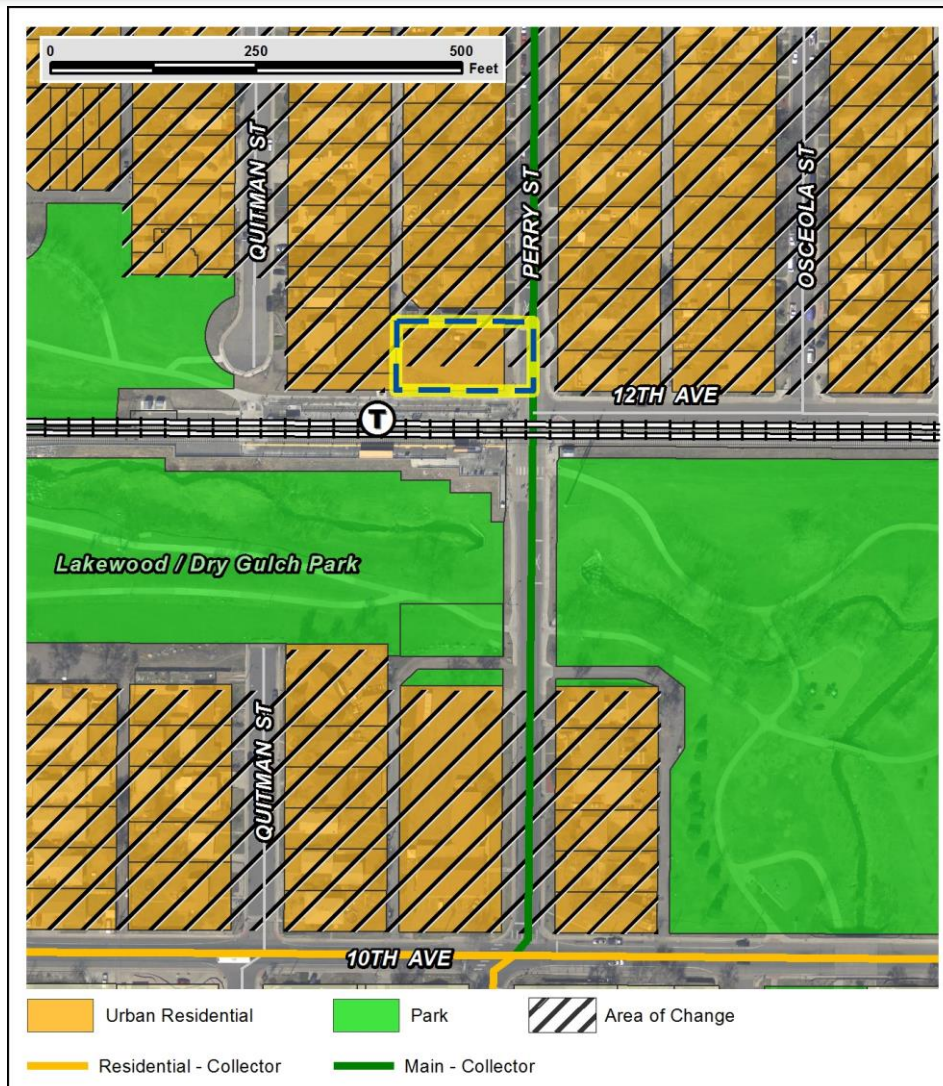 0 250 500
Feet
QUITMAN ST
PERRY ST
OSCEOLA ST
12TH AVE
T
Lakewood / Dry Gulch Park
QUITMAN ST
10TH AVE
Urban Residential Park Area of Change
Residential - Collector Main - Collector